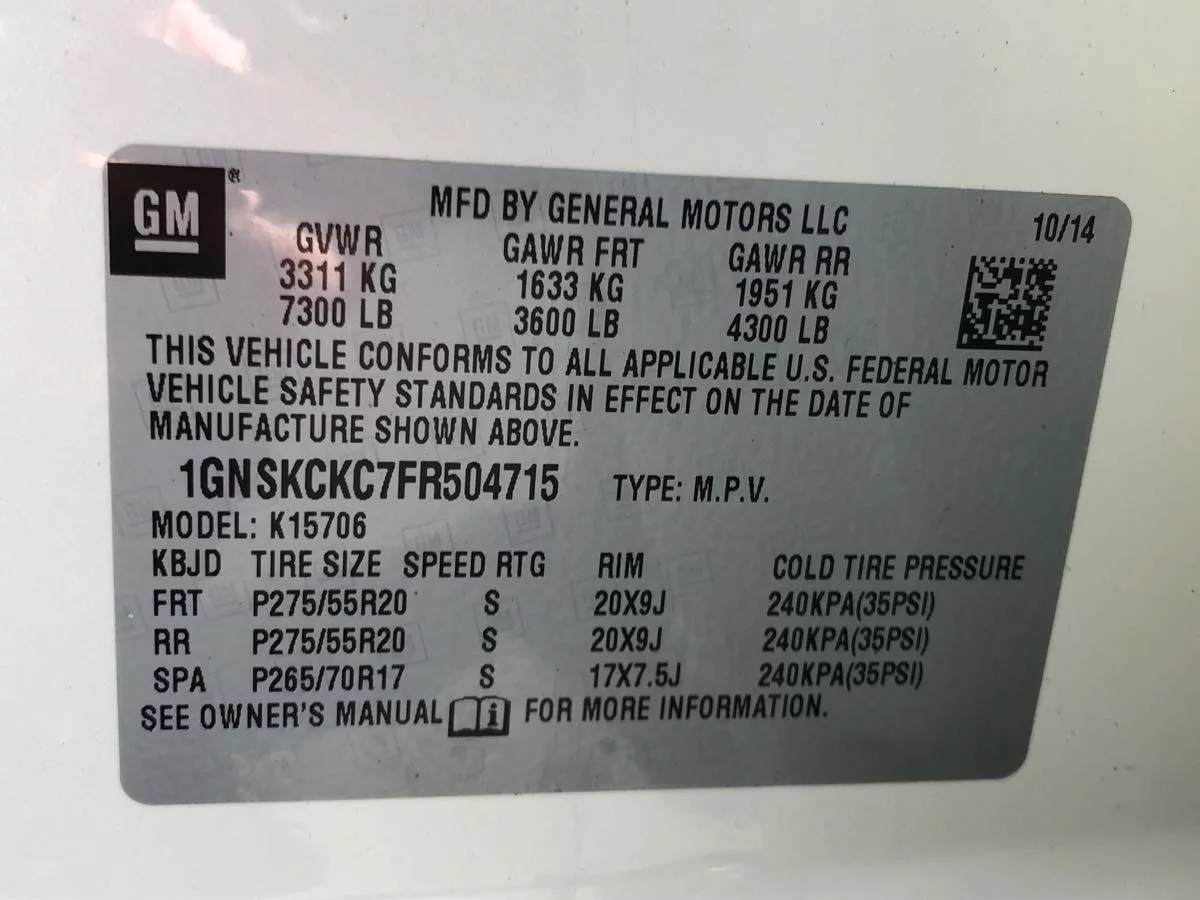 GM®
MFD BY GENERAL MOTORS LLC 10/14
GVWR GAWR FRT GAWR RR
3311 KG 1633 KG 1951 KG
7300 LB 3600 LB 4300 LB
THIS VEHICLE CONFORMS TO ALL APPLICABLE U.S. FEDERAL MOTOR
VEHICLE SAFETY STANDARDS IN EFFECT ON THE DATE OF
MANUFACTURE SHOWN ABOVE.
1GNSKCKC7FR504715 TYPE: M.P.V.
MODEL: K15706
KBJD TIRE SIZE SPEED RTG RIM COLD TIRE PRESSURE
FRT P275/55R20 S 20X9J 240KPA(35PSI)
RR P275/55R20 S 20X9J 240KPA(35PSI)
SPA P265/70R17 S 17X7.5J 240KPA(35PSI)
SEE OWNER'S MANUAL i FOR MORE INFORMATION.